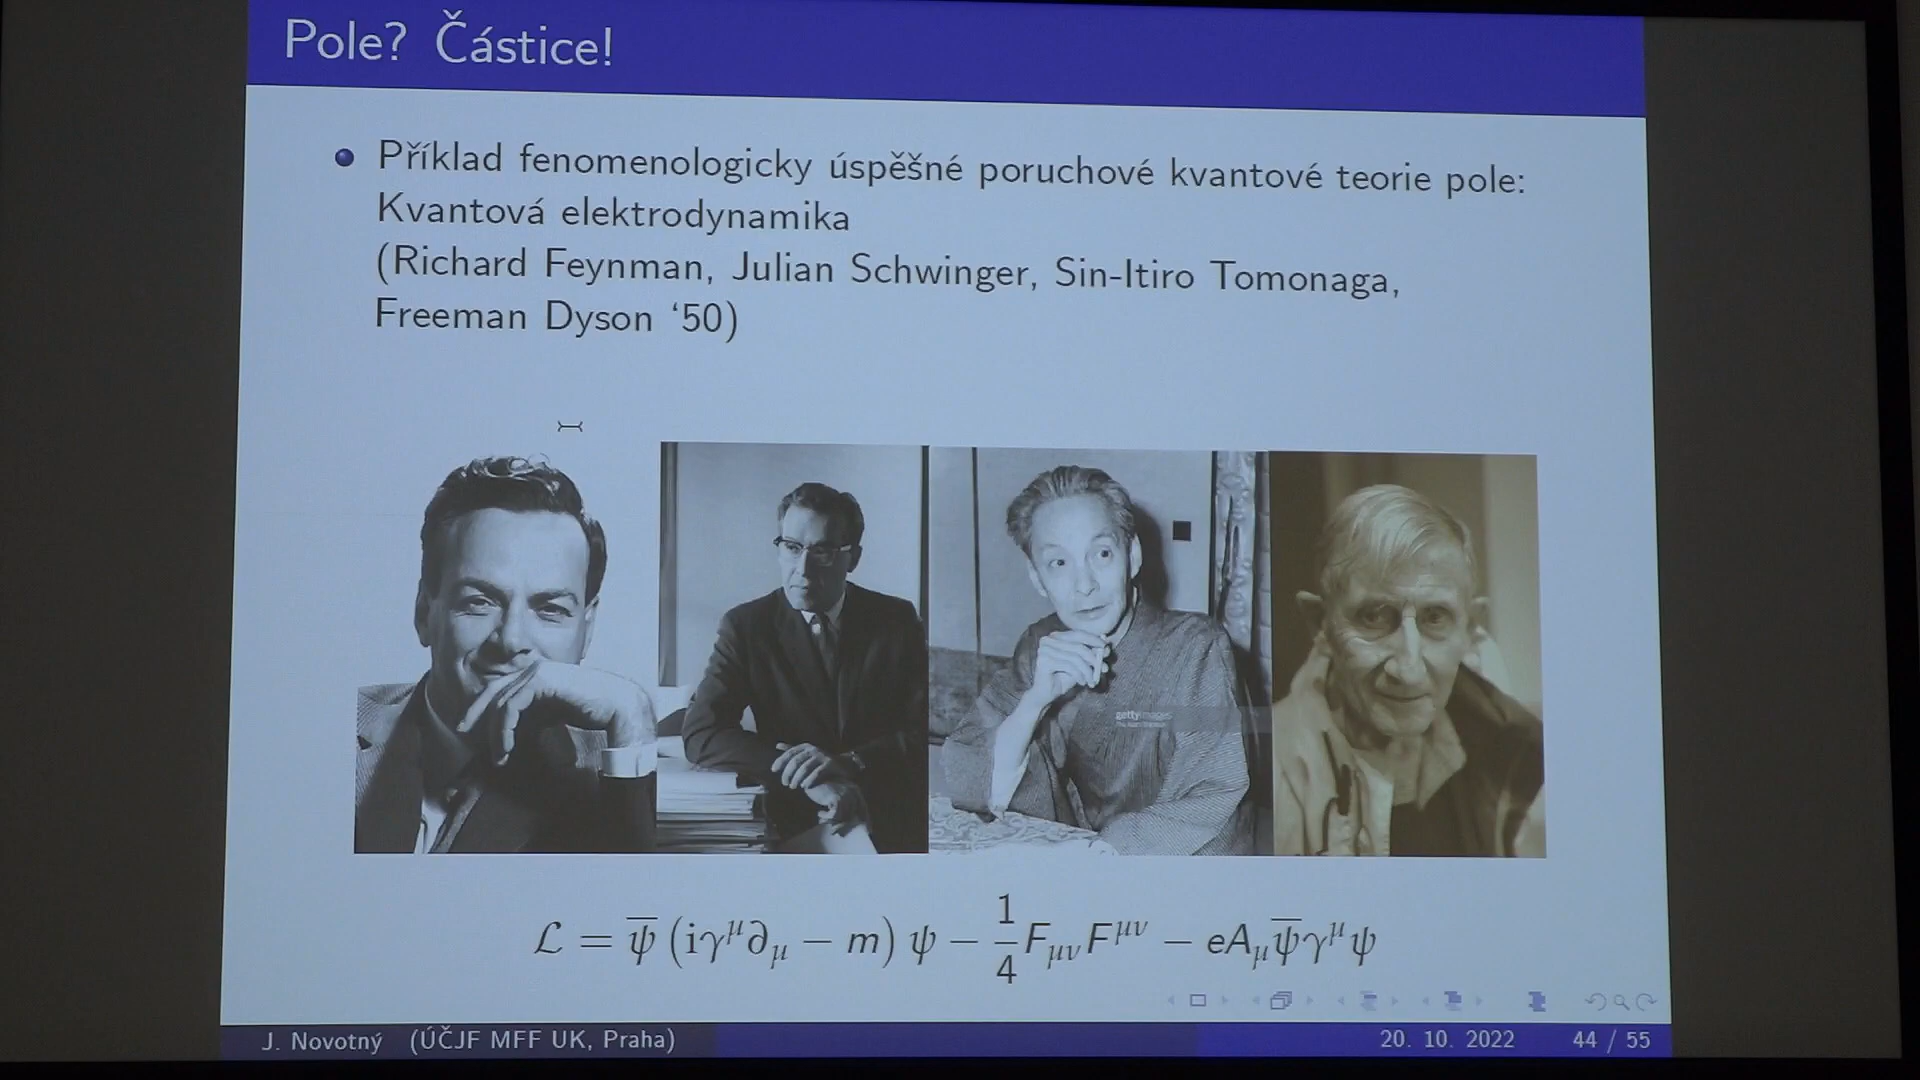 Pole? Částice!
Příklad fenomenologicky úspěšné poruchové kvantové teorie pole:
Kvantová elektrodynamika
(Richard Feynman, Julian Schwinger, Sin-Itiro Tomonaga,
Freeman Dyson ‘50)
gettyimages
ℒ = ψ̅ (iγ^μ ∂_μ − m) ψ − 1/4 F_μν F^μν − eA_μ ψ̅γ^μ ψ
J. Novotný (ÚČJF MFF UK, Praha) 20. 10. 2022 44 / 55